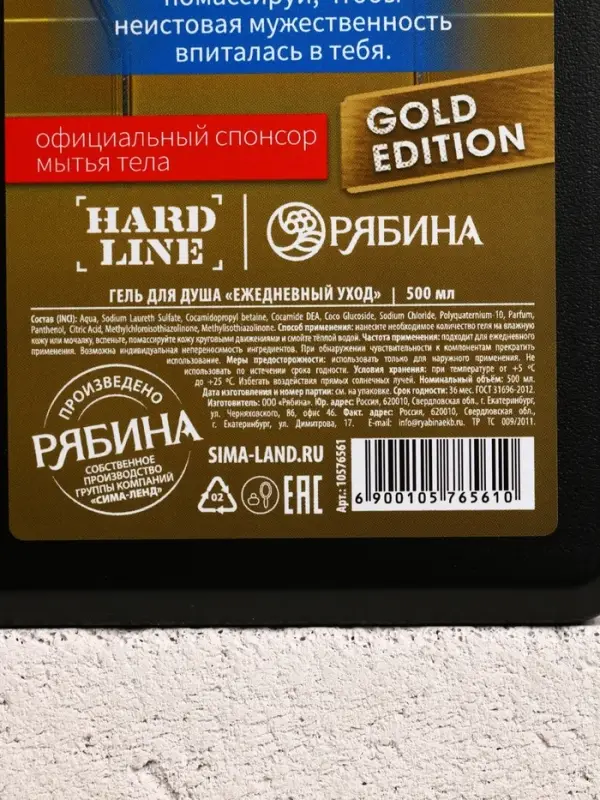 помассируй, чтобы
неистовая мужественность
впиталась в тебя.
официальный спонсор
мытья тела
GOLD
EDITION
HARD
LINE
РЯБИНА
ГЕЛЬ ДЛЯ ДУША «ЕЖЕДНЕВНЫЙ УХОД» | 500 мл
Состав (INCI): Aqua, Sodium Laureth Sulfate, Cocamidopropyl betaine, Cocamide DEA, Coco Glucoside, Sodium Chloride, Polyquaternium-10, Parfum,
Panthenol, Citric Acid, Methylchloroisothiazolinone, Methylisothiazolinone. Способ применения: нанесите необходимое количество геля на влажную
кожу или мочалку, вспеньте, помассируйте кожу круговыми движениями и смойте тёплой водой. Частота применения: подходит для ежедневного
применения. Возможна индивидуальная непереносимость ингредиентов. При обнаружении чувствительности к компонентам прекратить
использование. Меры предосторожности: использовать только для наружного применения. Не
использовать по истечении срока годности. Условия хранения: при температуре от +5 °С
до +25 °С. Избегать воздействия прямых солнечных лучей. Номинальный объём: 500 мл.
Дата изготовления и номер партии: см. на упаковке. Срок годности: 36 мес. ГОСТ 31696-2012.
Изготовитель: ООО «Рябина». Юр. адрес: Россия, 620010, Свердловская обл., г. Екатеринбург,
ул. Черняховского, 86, офис 46. Факт. адрес: Россия, 620010, Свердловская обл.,
г. Екатеринбург, ул. Димитрова, 17. E-mail: info@ryabinaekb.ru. ТР ТС 009/2011.
ПРОИЗВЕДЕНО
РЯБИНА
СОБСТВЕННОЕ
ПРОИЗВОДСТВО
ГРУППЫ КОМПАНИЙ
«СИМА-ЛЕНД»
SIMA-LAND.RU
02
EAC
Арт.: 10576561
6 900105 765610